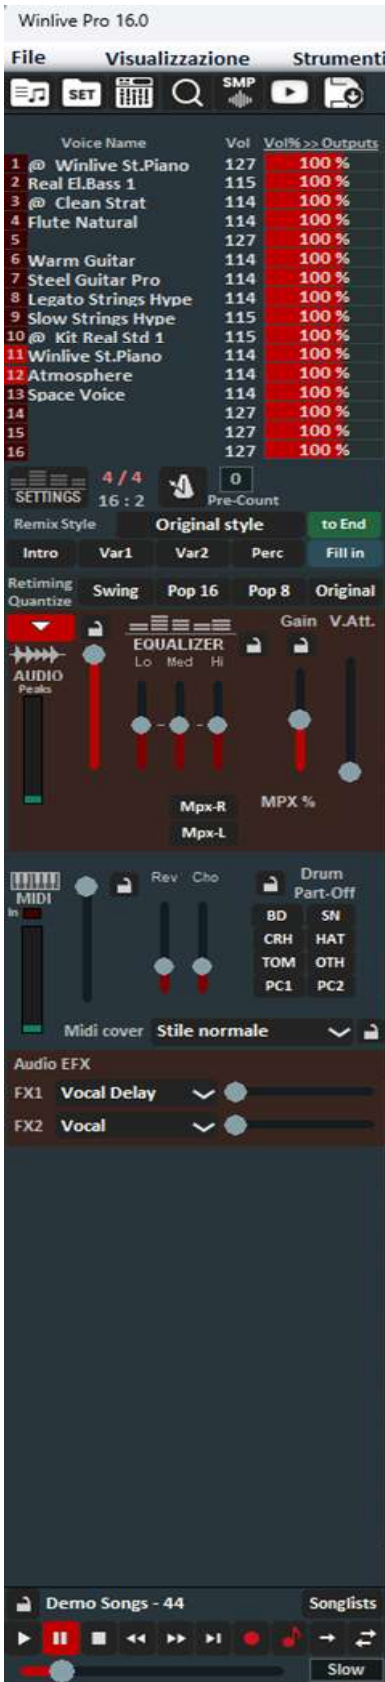 Winlive Pro 16.0
File Visualizzazione Strumenti
SET SMP
Voice Name Vol Vol% >> Outputs
1 @ Winlive St.Piano 127 100 %
2 Real El.Bass 1 115 100 %
3 @ Clean Strat 114 100 %
4 Flute Natural 114 100 %
5 127 100 %
6 Warm Guitar 114 100 %
7 Steel Guitar Pro 114 100 %
8 Legato Strings Hype 114 100 %
9 Slow Strings Hype 115 100 %
10 @ Kit Real Std 1 115 100 %
11 Winlive St.Piano 114 100 %
12 Atmosphere 114 100 %
13 Space Voice 114 100 %
14 127 100 %
15 127 100 %
16 127 100 %
SETTINGS 4 / 4 0
16 : 2 Pre-Count
Remix Style Original style to End
Intro Var1 Var2 Perc Fill in
Retiming
Quantize Swing Pop 16 Pop 8 Original
Gain V.Att.
EQUALIZER
Lo Med Hi
AUDIO
Peaks
Mpx-R MPX %
Mpx-L
MIDI Rev Cho Drum
Part-Off
In
BD SN
CRH HAT
TOM OTH
PC1 PC2
Midi cover Stile normale
Audio EFX
FX1 Vocal Delay
FX2 Vocal
Demo Songs - 44 Songlists
Slow